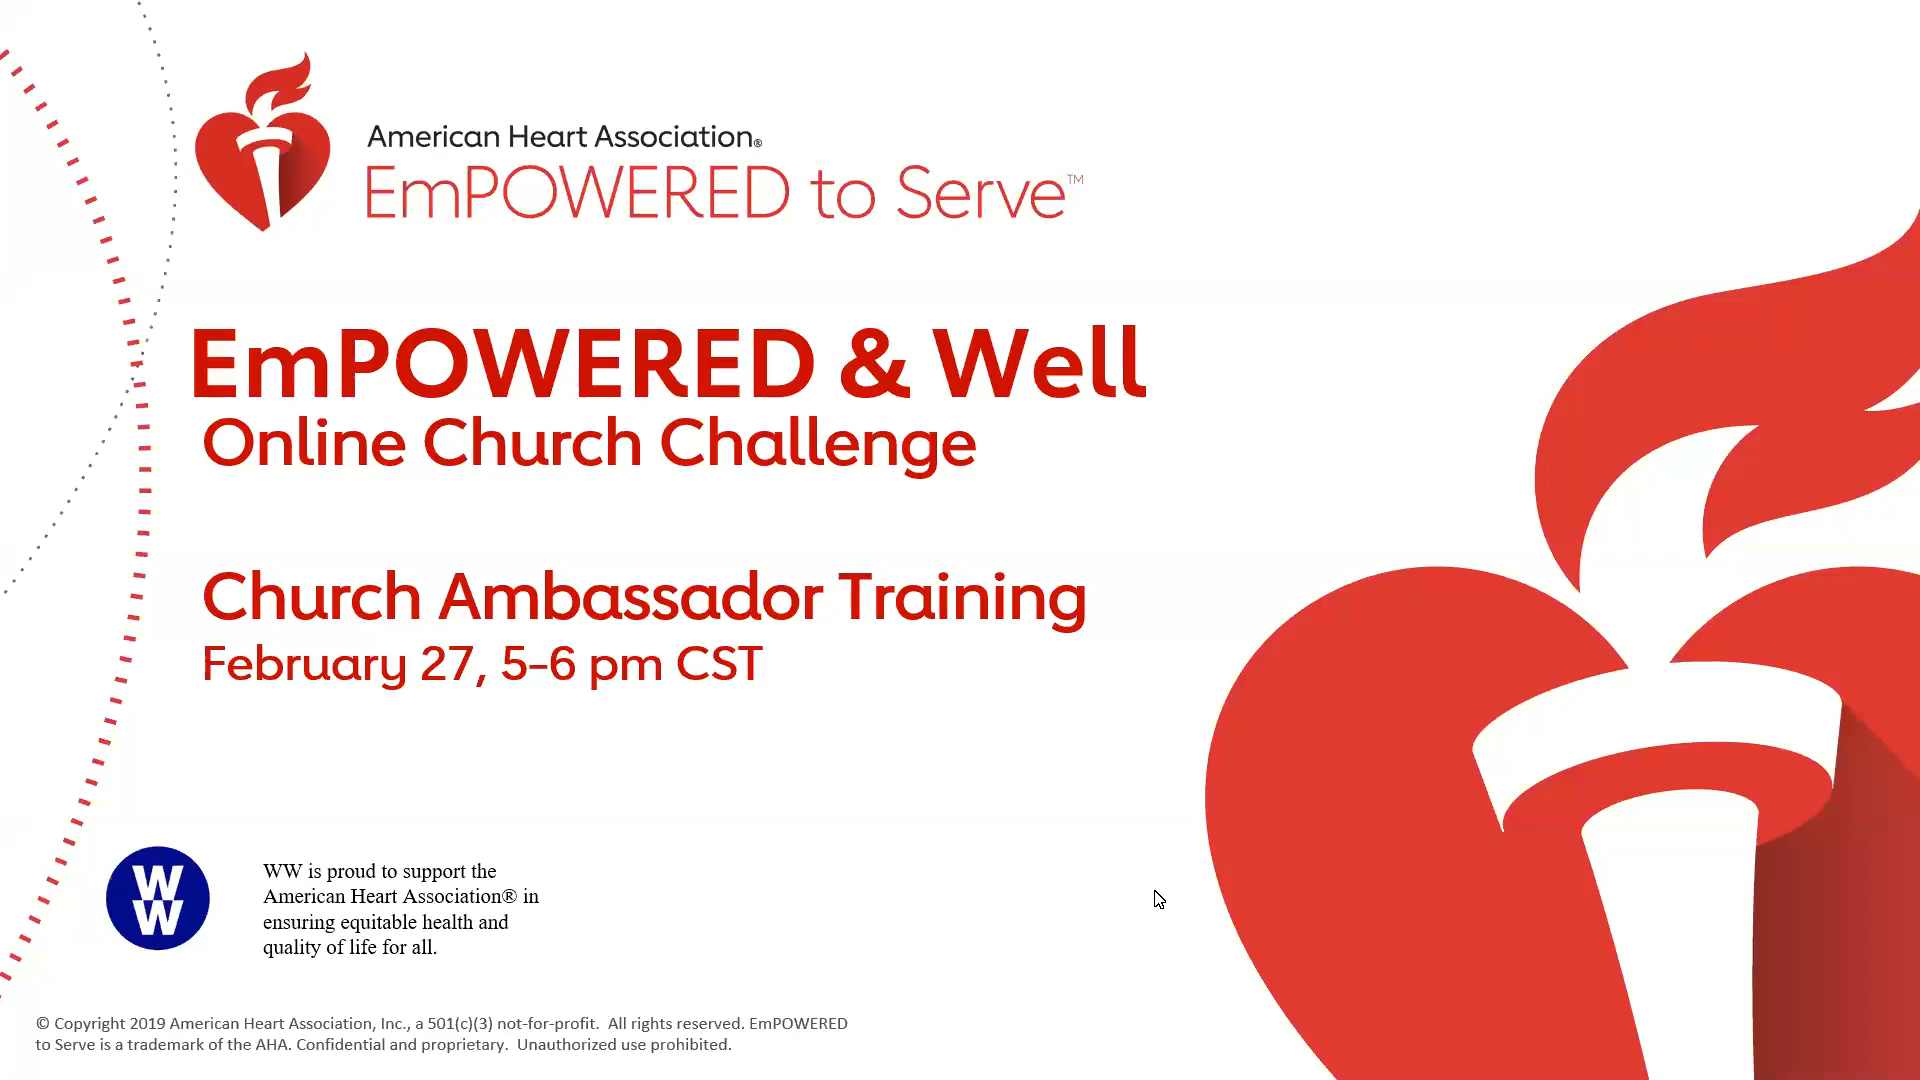 American Heart Association®
EmPOWERED to Serve™
EmPOWERED & Well
Online Church Challenge
Church Ambassador Training
February 27, 5-6 pm CST
W
W
WW is proud to support the
American Heart Association® in
ensuring equitable health and
quality of life for all.
© Copyright 2019 American Heart Association, Inc., a 501(c)(3) not-for-profit.  All rights reserved. EmPOWERED
to Serve is a trademark of the AHA. Confidential and proprietary.  Unauthorized use prohibited.